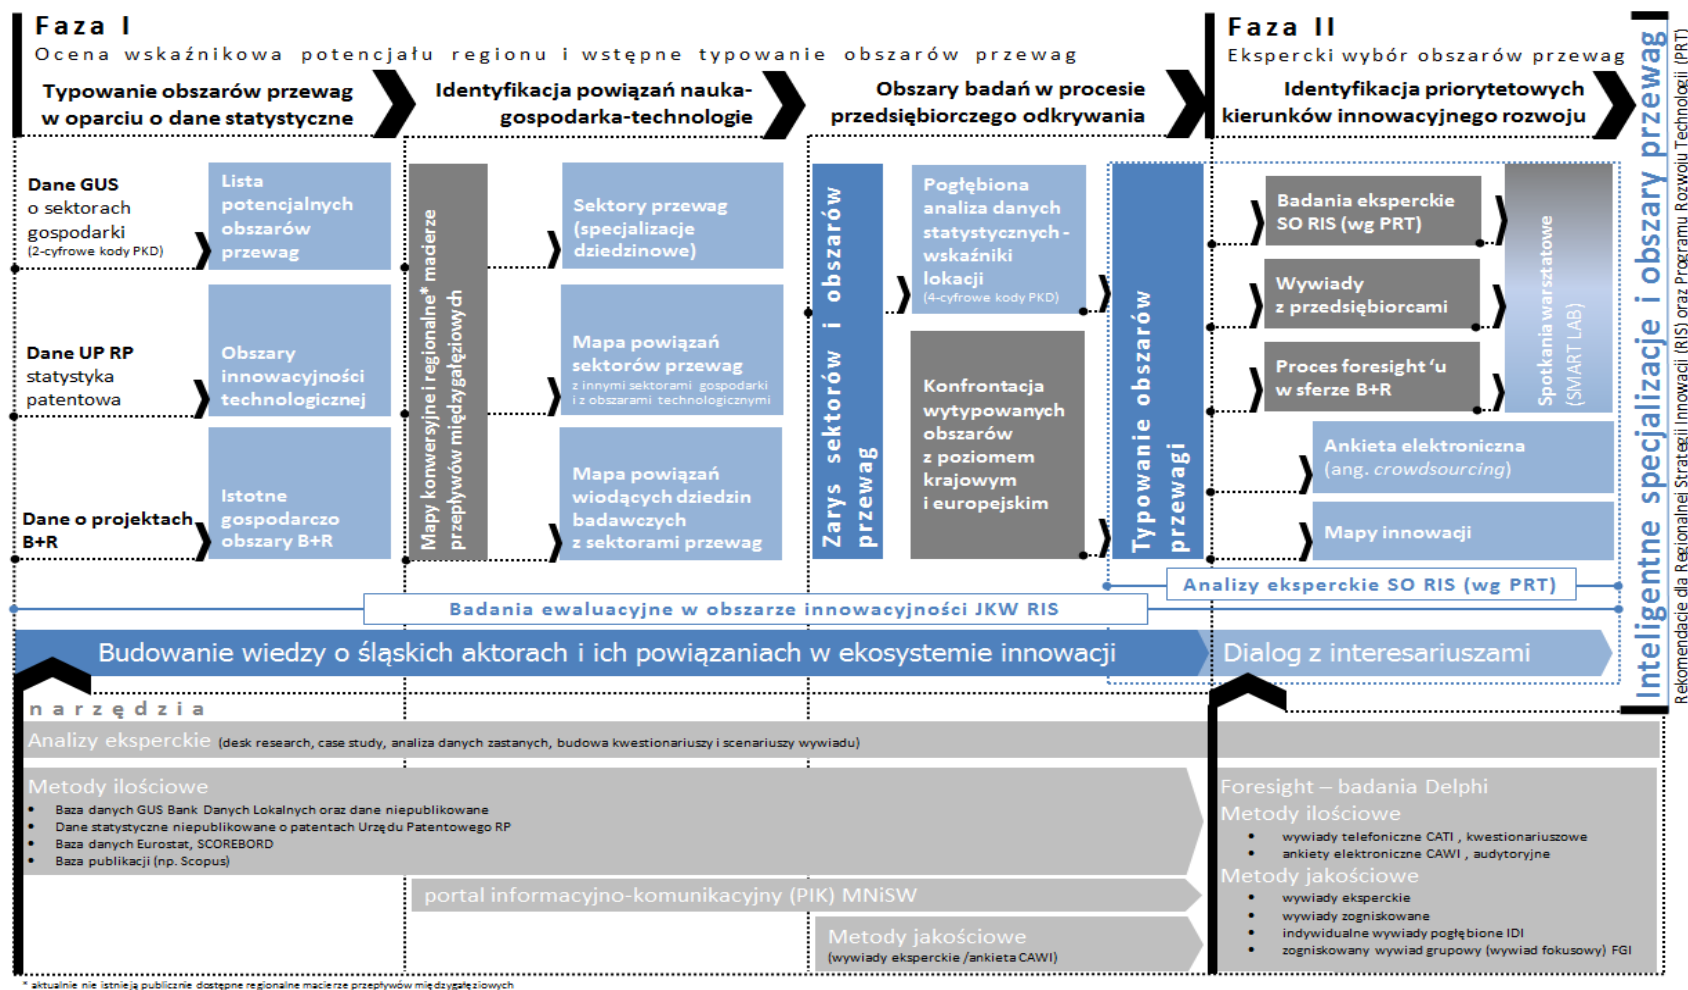 Faza I
Ocena wskaźnikowa potencjału regionu i wstępne typowanie obszarów przewag
Faza II
Ekspercki wybór obszarów przewag
Typowanie obszarów przewag
w oparciu o dane statystyczne
Identyfikacja powiązań nauka-
gospodarka-technologie
Obszary badań w procesie
przedsiębiorczego odkrywania
Identyfikacja priorytetowych
kierunków innowacyjnego rozwoju
Dane GUS
o sektorach
gospodarki
(2-cyfrowe kody PKD)
Lista
potencjalnych
obszarów
przewag
Dane UP RP
statystyka
patentowa
Obszary
innowacyjności
technologicznej
Dane o projektach
B+R
Istotne
gospodarczo
obszary B+R
Mapy konwersyjne i regionalne* macierze
przepływów międzygałęziowych
Sektory przewag
(specjalizacje
dziedzinowe)
Mapa powiązań
sektorów przewag
z innymi sektorami gospodarki
i z obszarami technologicznymi
Mapa powiązań
wiodących dziedzin
badawczych
z sektorami przewag
Zarys sektorów i obszarów
przewag
Pogłębiona
analiza danych
statystycznych -
wskaźniki
lokacji
(4-cyfrowe kody PKD)
Konfrontacja
wytypowanych
obszarów
z poziomem
krajowym
i europejskim
Typowanie obszarów
przewagi
Badania eksperckie
SO RIS (wg PRT)
Wywiady
z przedsiębiorcami
Proces foresight ‘u
w sferze B+R
Spotkania warsztatowe
(SMART LAB)
Ankieta elektroniczna
(ang. crowdsourcing)
Mapy innowacji
Analizy eksperckie SO RIS (wg PRT)
Badania ewaluacyjne w obszarze innowacyjności JKW RIS
Budowanie wiedzy o śląskich aktorach i ich powiązaniach w ekosystemie innowacji
Dialog z interesariuszami
Inteligentne specjalizacje i obszary przewag
Rekomendacje dla Regionalnej Strategii Innowacji (RIS) oraz Programu Rozwoju Technologii (PRT)
narzędzia
Analizy eksperckie (desk research, case study, analiza danych zastanych, budowa kwestionariuszy i scenariuszy wywiadu)
Metody ilościowe
• Baza danych GUS Bank Danych Lokalnych oraz dane niepublikowane
• Dane statystyczne niepublikowane o patentach Urzędu Patentowego RP
• Baza danych Eurostat, SCOREBORD
• Baza publikacji (np. Scopus)
portal informacyjno-komunikacyjny (PIK) MNiSW
Metody jakościowe
(wywiady eksperckie /ankieta CAWI)
Foresight – badania Delphi
Metody ilościowe
• wywiady telefoniczne CATI , kwestionariuszowe
• ankiety elektroniczne CAWI , audytoryjne
Metody jakościowe
• wywiady eksperckie
• wywiady zogniskowane
• indywidualne wywiady pogłębione IDI
• zogniskowany wywiad grupowy (wywiad fokusowy) FGI
* aktualnie nie istnieją publicznie dostępne regionalne macierze przepływów międzygałęziowych